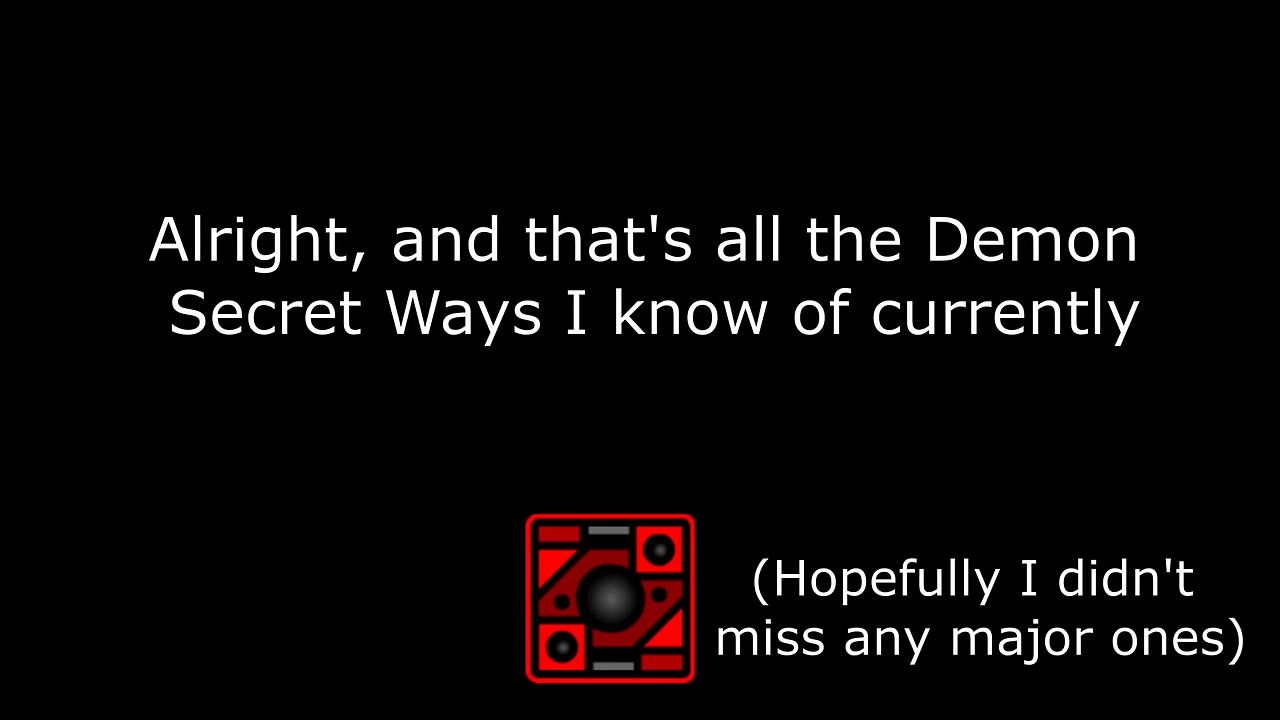 Alright, and that's all the Demon
Secret Ways I know of currently
(Hopefully I didn't
miss any major ones)